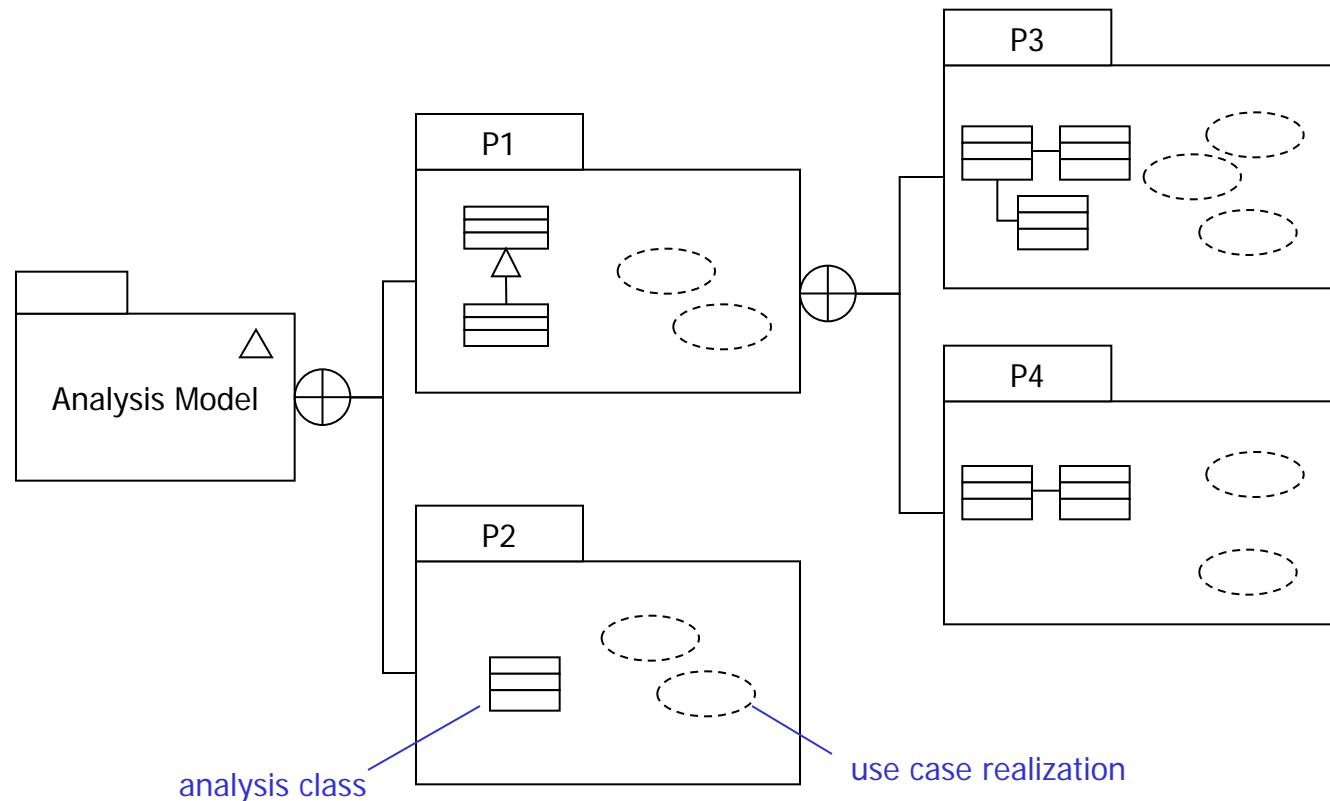 P3
P1
Analysis Model
P4
P2
analysis class
use case realization